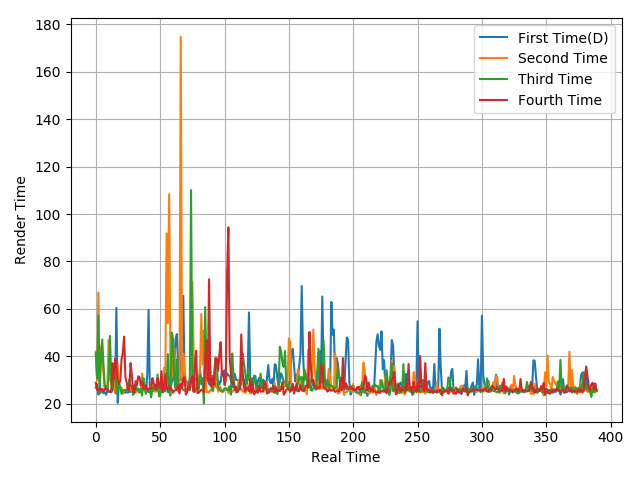 180
160
140
120
100
80
60
40
20
Render Time
First Time(D)
Second Time
Third Time
Fourth Time
0 50 100 150 200 250 300 350 400
Real Time